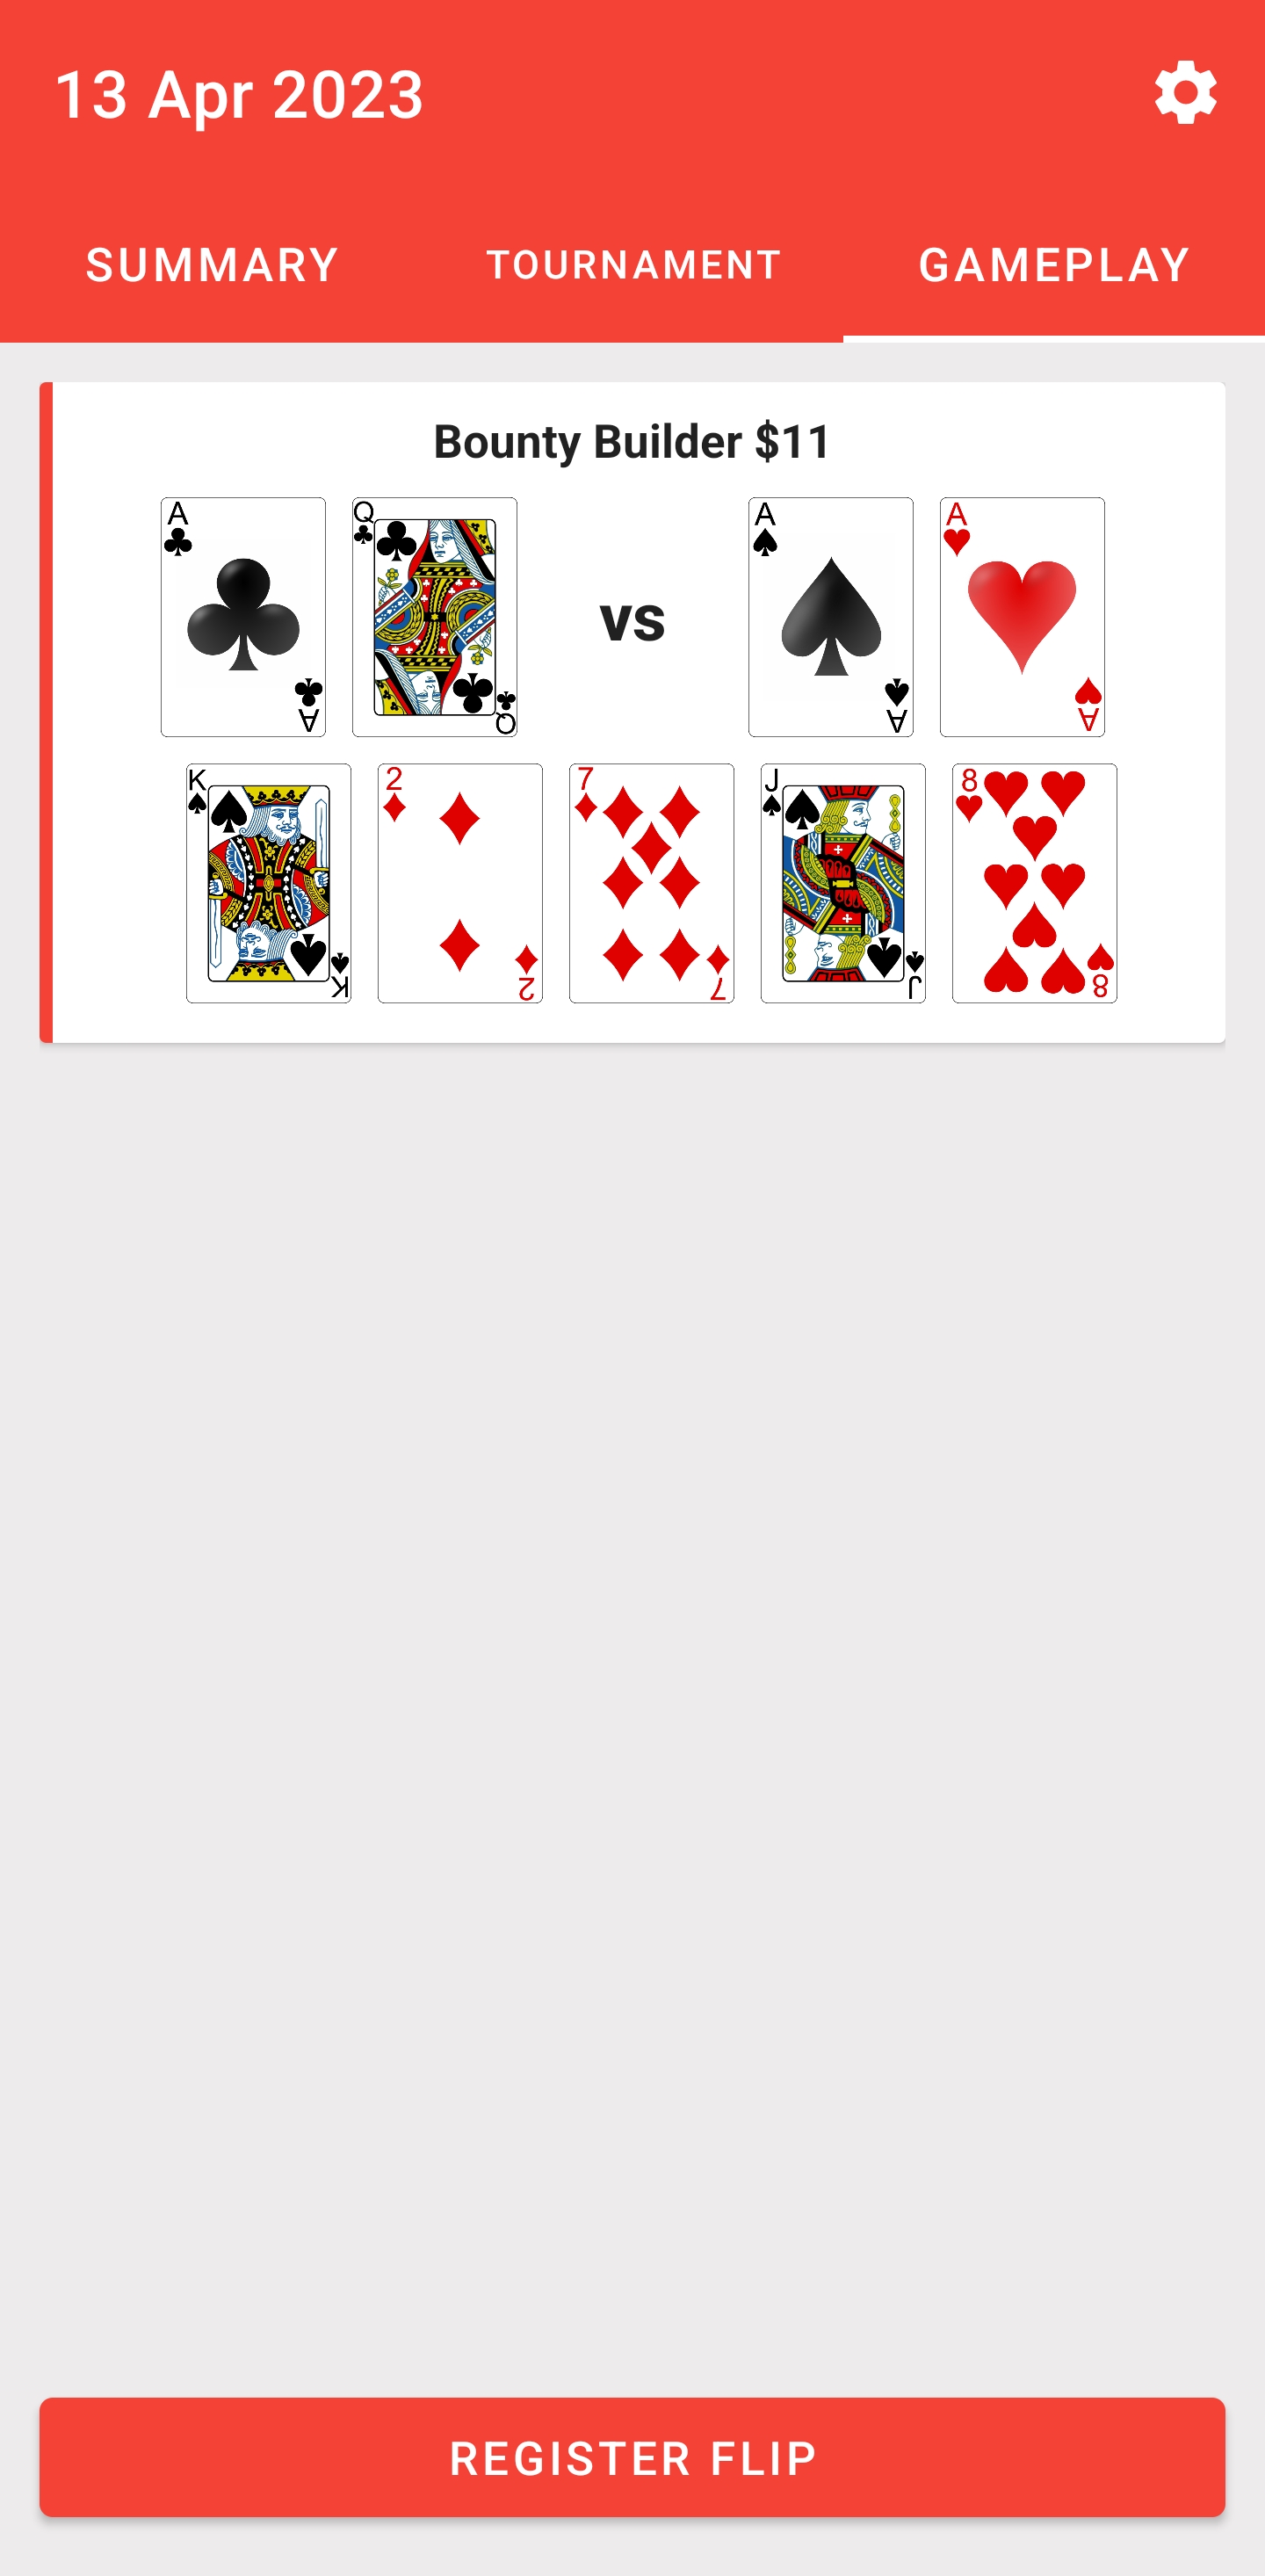 13 Apr 2023
SUMMARY TOURNAMENT GAMEPLAY
Bounty Builder $11
A Q vs A A
A Q A A
K 2 7 J 8
K 2 7 J 8
REGISTER FLIP